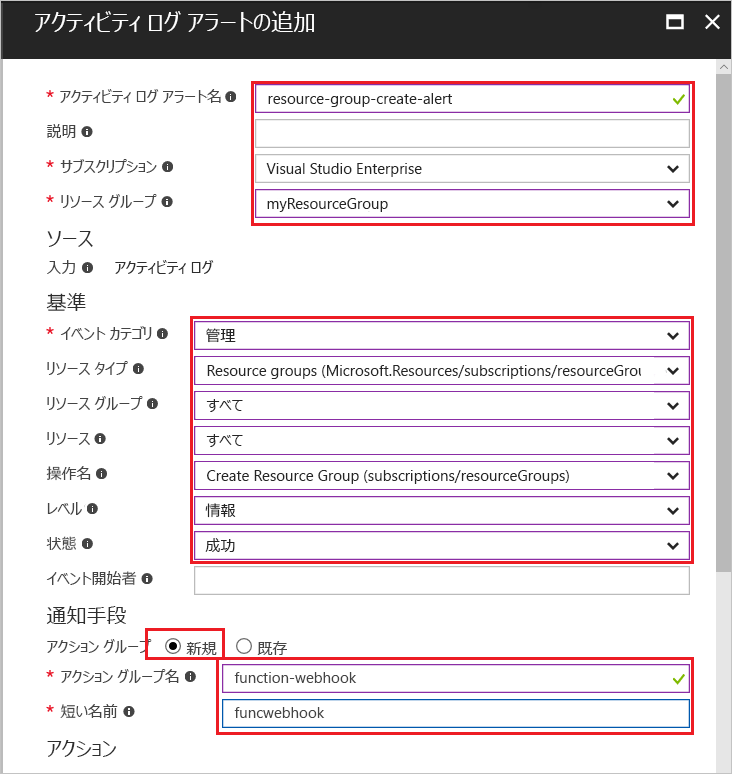 アクティビティ ログ アラートの追加
* アクティビティ ログ アラート名 resource-group-create-alert
説明
* サブスクリプション Visual Studio Enterprise
* リソース グループ myResourceGroup
ソース
入力 アクティビティ ログ
基準
* イベント カテゴリ 管理
リソース タイプ Resource groups (Microsoft.Resources/subscriptions/resourceGrou
リソース グループ すべて
リソース すべて
操作名 Create Resource Group (subscriptions/resourceGroups)
レベル 情報
状態 成功
イベント開始者
通知手段
アクション グループ 新規 既存
* アクション グループ名 function-webhook
* 短い名前 funcwebhook
アクション